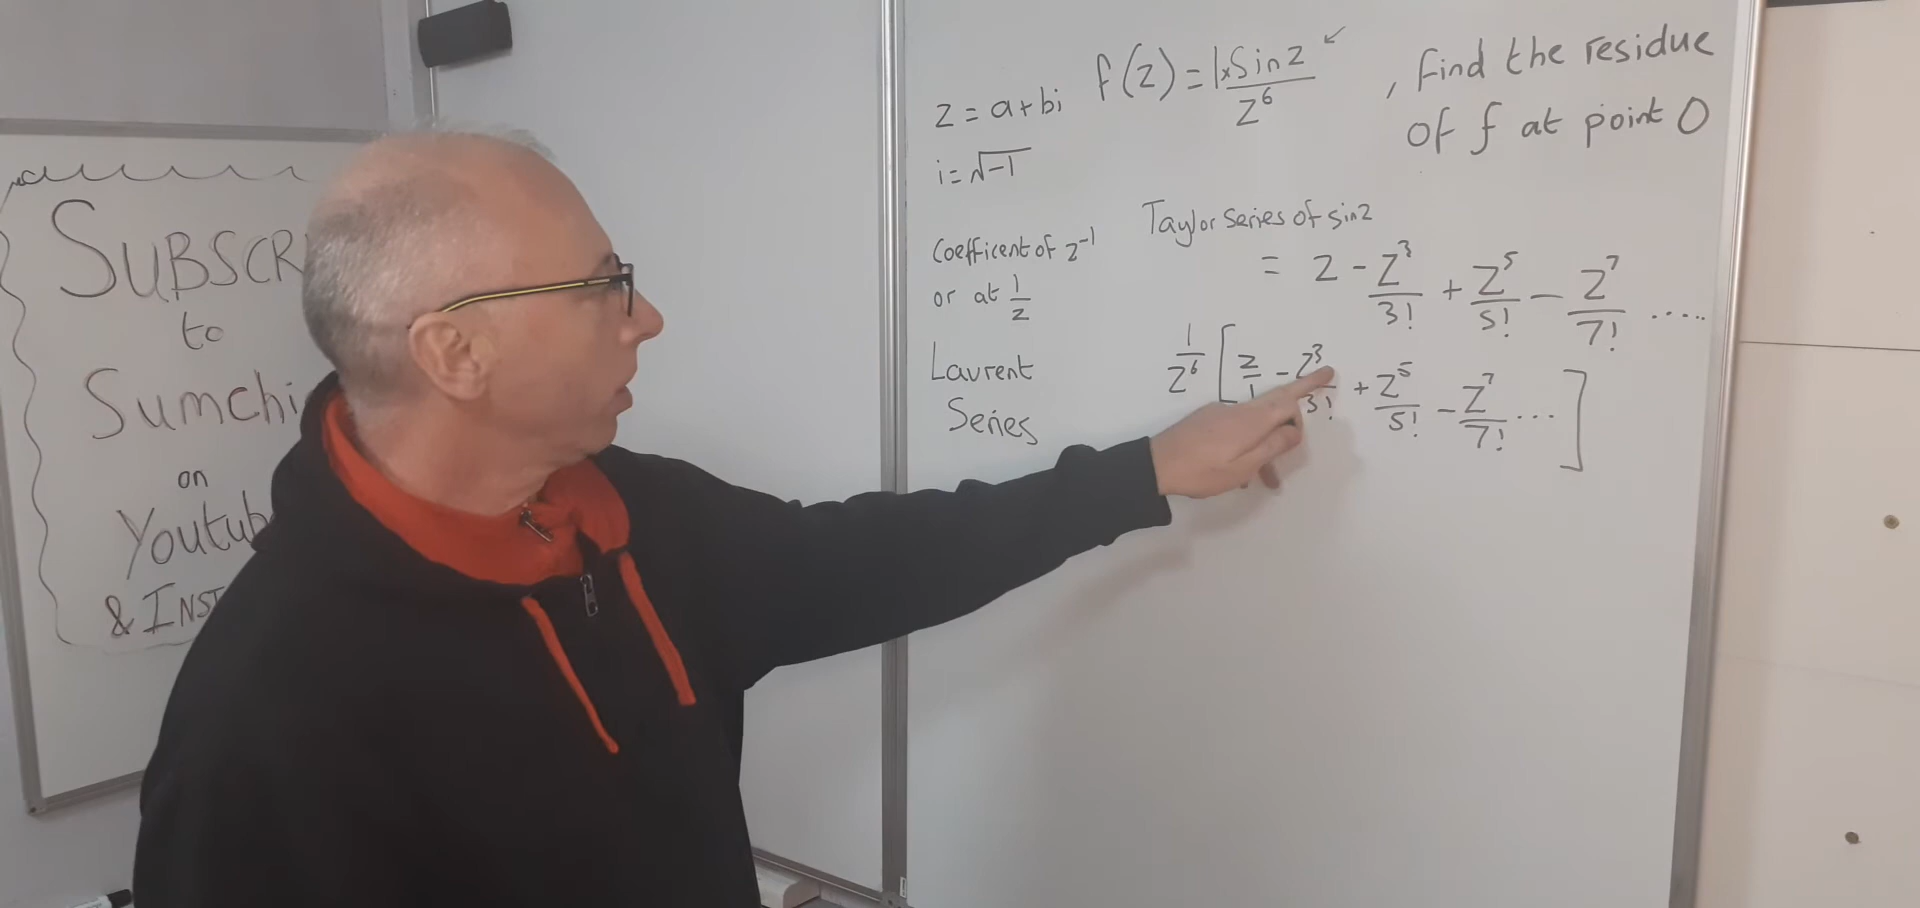 SUBSCR
to
Sumchi
on
Youtub
& INST
z = a+bi
i = √-1
f(z) = 1×Sinz / z⁶
, find the residue
of f at point 0
Coefficent of z⁻¹
or at 1/z
Laurent
Series
Taylor Series of sinz
= z - z³/3! + z⁵/5! - z⁷/7! .....
1/z⁶ [ z/1 - z³/3! + z⁵/5! - z⁷/7! ... ]